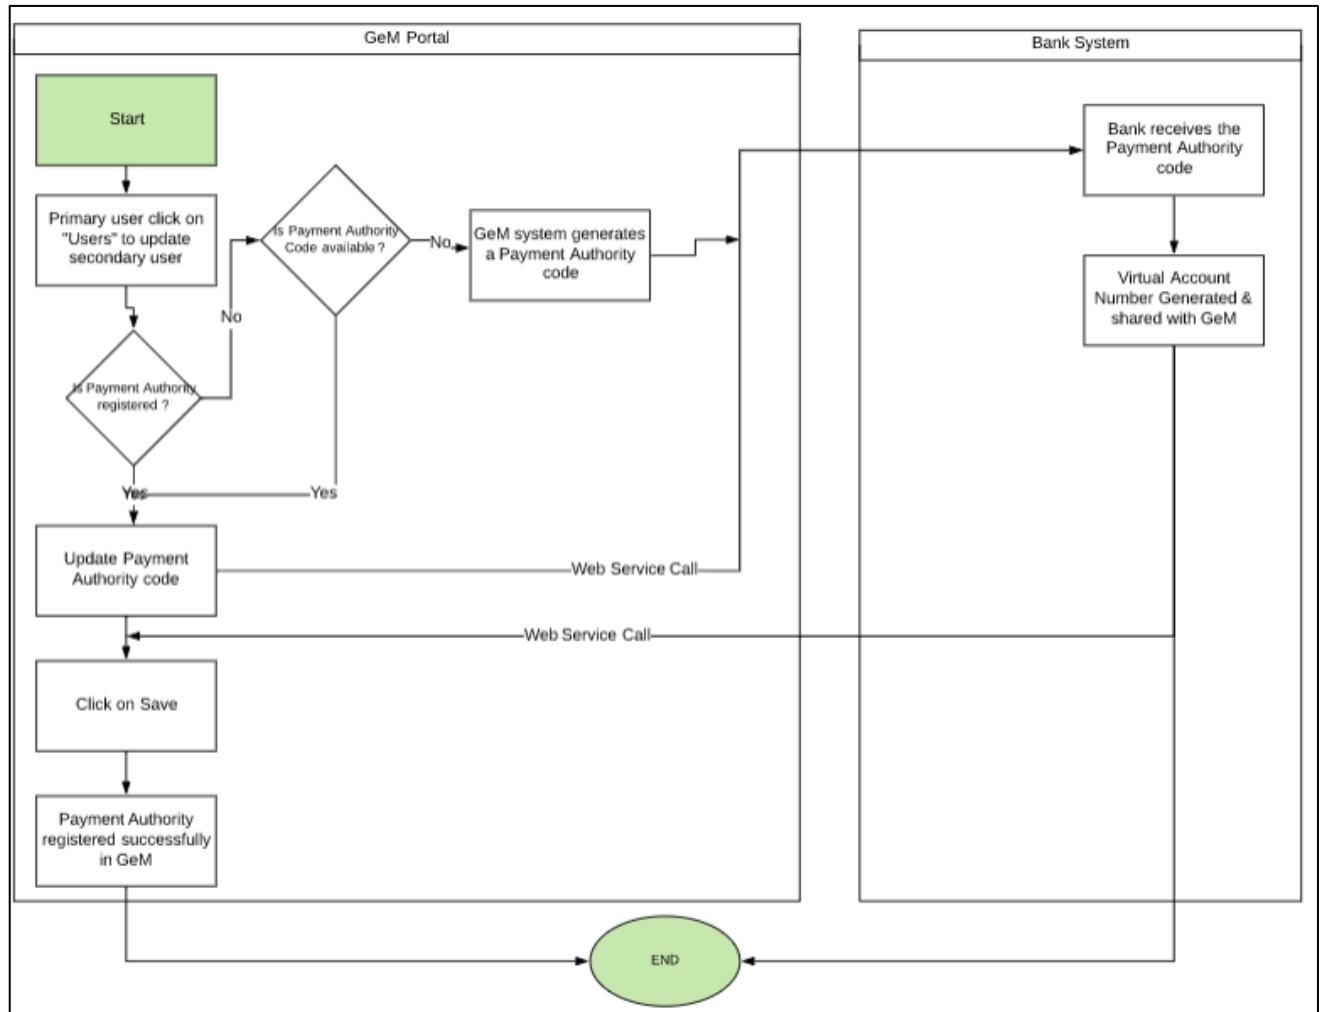 GeM Portal
Bank System
Start
Primary user click on
"Users" to update
secondary user
Is Payment Authority
registered ?
No
Is Payment Authority
Code available ?
No
GeM system generates
a Payment Authority
code
Bank receives the
Payment Authority
code
Virtual Account
Number Generated &
shared with GeM
Yes
Yes
Update Payment
Authority code
Web Service Call
Web Service Call
Click on Save
Payment Authority
registered successfully
in GeM
END